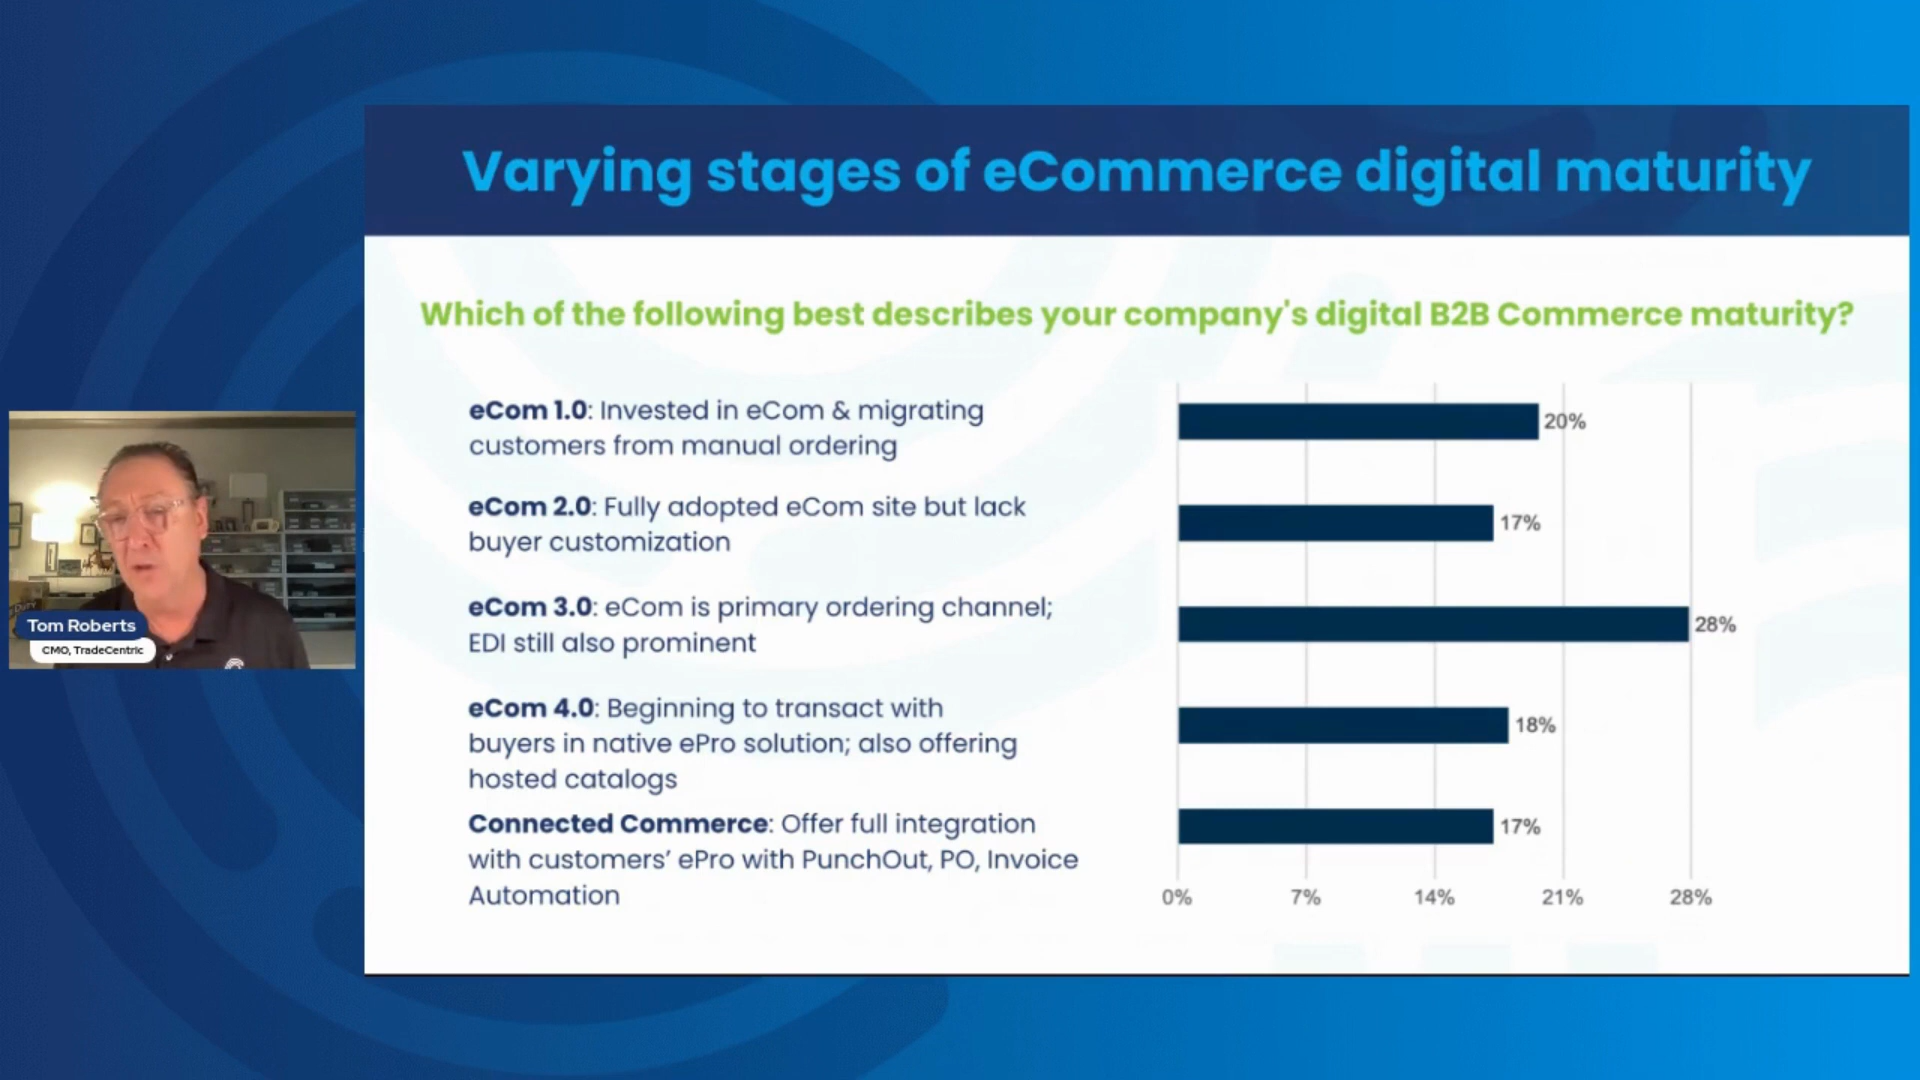 Varying stages of eCommerce digital maturity
Which of the following best describes your company's digital B2B Commerce maturity?
eCom 1.0: Invested in eCom & migrating
customers from manual ordering
20%
eCom 2.0: Fully adopted eCom site but lack
buyer customization
17%
eCom 3.0: eCom is primary ordering channel;
EDI still also prominent
28%
eCom 4.0: Beginning to transact with
buyers in native ePro solution; also offering
hosted catalogs
18%
Connected Commerce: Offer full integration
with customers’ ePro with PunchOut, PO, Invoice
Automation
17%
0% 7% 14% 21% 28%
Tom Roberts
CMO, TradeCentric